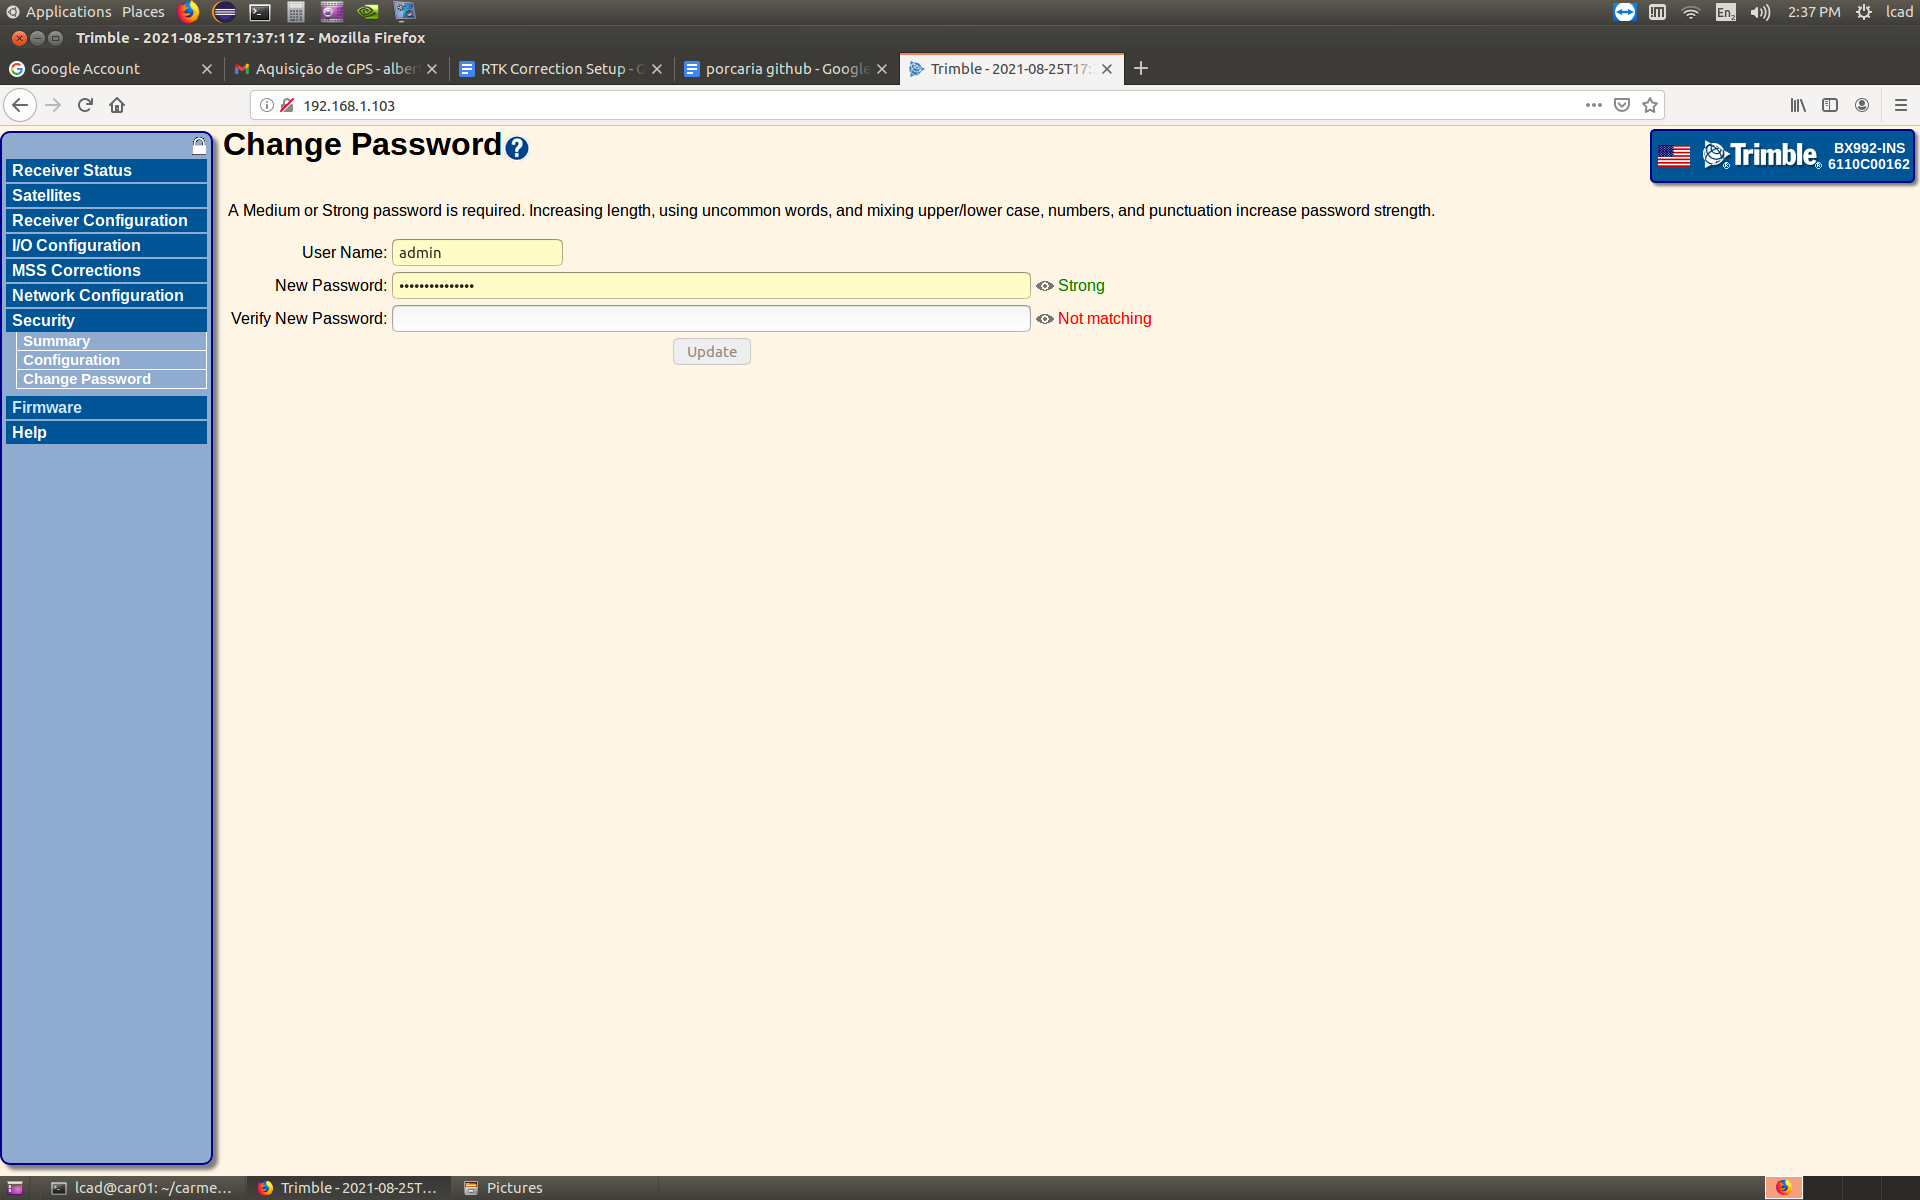 Applications Places
En2
2:37 PM
lcad
Trimble - 2021-08-25T17:37:11Z - Mozilla Firefox
Google Account
Aquisição de GPS - alber
RTK Correction Setup - G
porcaria github - Google
Trimble - 2021-08-25T17:
192.168.1.103
Receiver Status
Satellites
Receiver Configuration
I/O Configuration
MSS Corrections
Network Configuration
Security
Summary
Configuration
Change Password
Firmware
Help
Change Password
Trimble
BX992-INS
6110C00162
A Medium or Strong password is required. Increasing length, using uncommon words, and mixing upper/lower case, numbers, and punctuation increase password strength.
User Name: admin
New Password: ••••••••••••••• Strong
Verify New Password: Not matching
Update
lcad@car01: ~/carme...
Trimble - 2021-08-25T...
Pictures